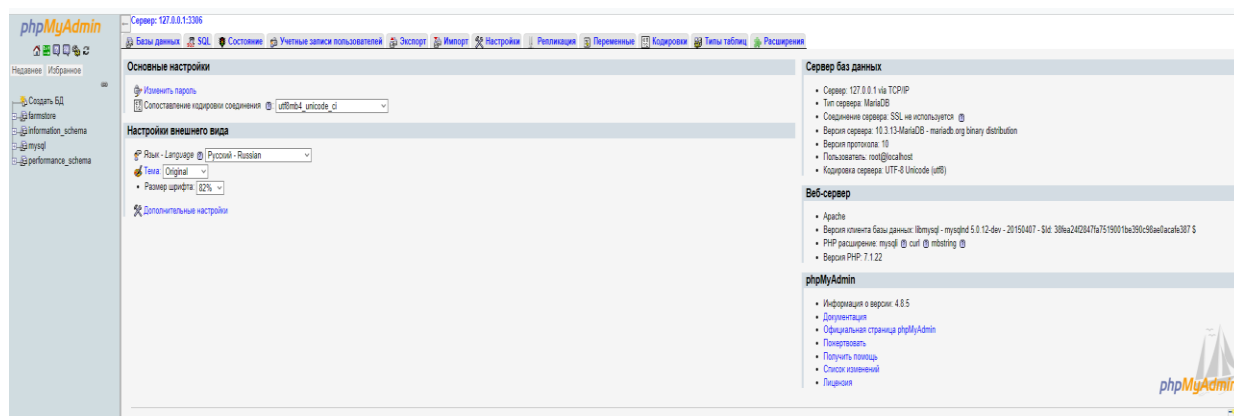 phpMyAdmin
Недавнее Избранное
Создать БД
farmstore
information_schema
mysql
performance_schema
Сервер: 127.0.0.1:3306
Базы данных SQL Состояние Учетные записи пользователей Экспорт Импорт Настройки Репликация Переменные Кодировки Типы таблиц Расширения
Основные настройки
Изменить пароль
Сопоставление кодировки соединения utf8mb4_unicode_ci
Настройки внешнего вида
Язык - Language Русский - Russian
Тема: Original
Размер шрифта: 82%
Дополнительные настройки
Сервер баз данных
Сервер: 127.0.0.1 via TCP/IP
Тип сервера: MariaDB
Соединение сервера: SSL не используется
Версия сервера: 10.3.13-MariaDB - mariadb.org binary distribution
Версия протокола: 10
Пользователь: root@localhost
Кодировка сервера: UTF-8 Unicode (utf8)
Веб-сервер
Apache
Версия клиента базы данных: libmysql - mysqlnd 5.0.12-dev - 20150407 - $Id: 38fea24f2847fa7519001be390c98ae0acafe387 $
PHP расширение: mysqli curl mbstring
Версия PHP: 7.1.22
phpMyAdmin
Информация о версии: 4.8.5
Документация
Официальная страница phpMyAdmin
Пожертвовать
Получить помощь
Список изменений
Лицензия
phpMyAdmin